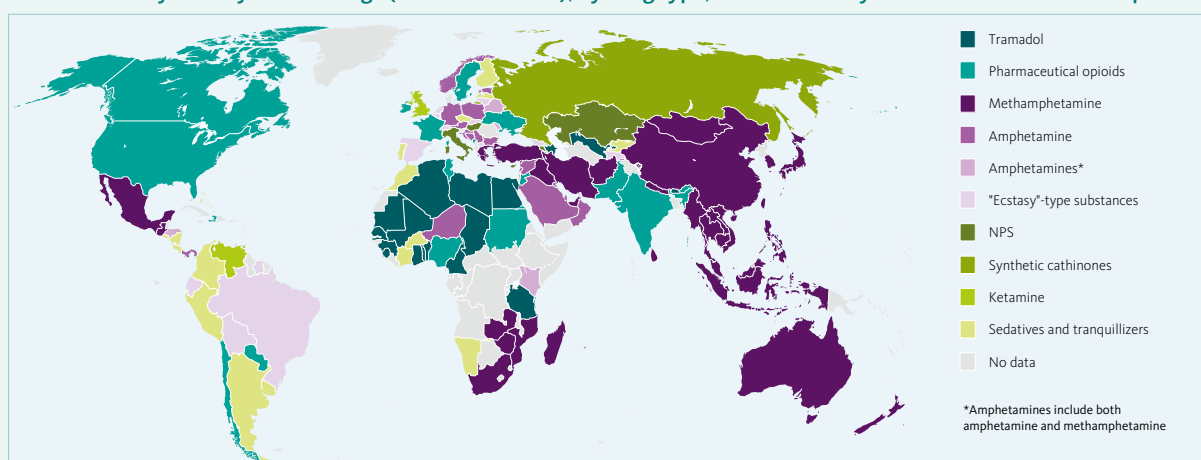 Tramadol
Pharmaceutical opioids
Methamphetamine
Amphetamine
Amphetamines*
"Ecstasy"-type substances
NPS
Synthetic cathinones
Ketamine
Sedatives and tranquillizers
No data
*Amphetamines include both
amphetamine and methamphetamine